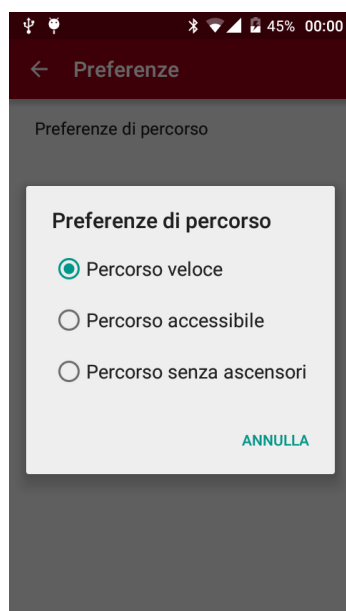 45% 00:00
Preferenze
Preferenze di percorso
Preferenze di percorso
Percorso veloce
Percorso accessibile
Percorso senza ascensori
ANNULLA